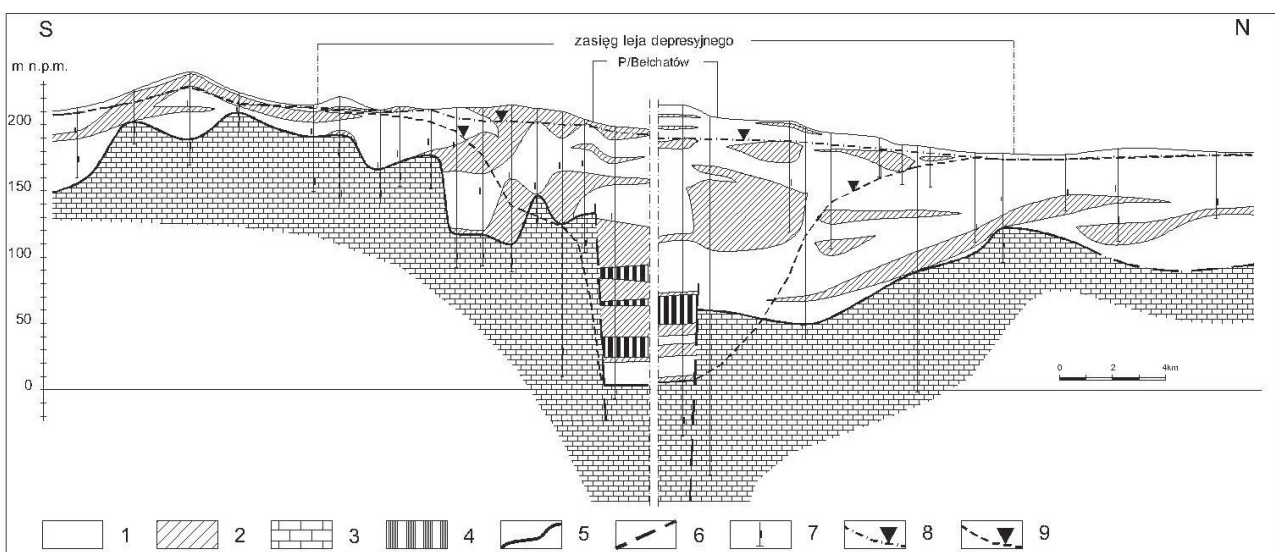 S
N
zasięg leja depresyjnego
P/Bełchatów
m n.p.m.
200
150
100
50
0
0 2 4km
1 2 3 4 5 6 7 8 9